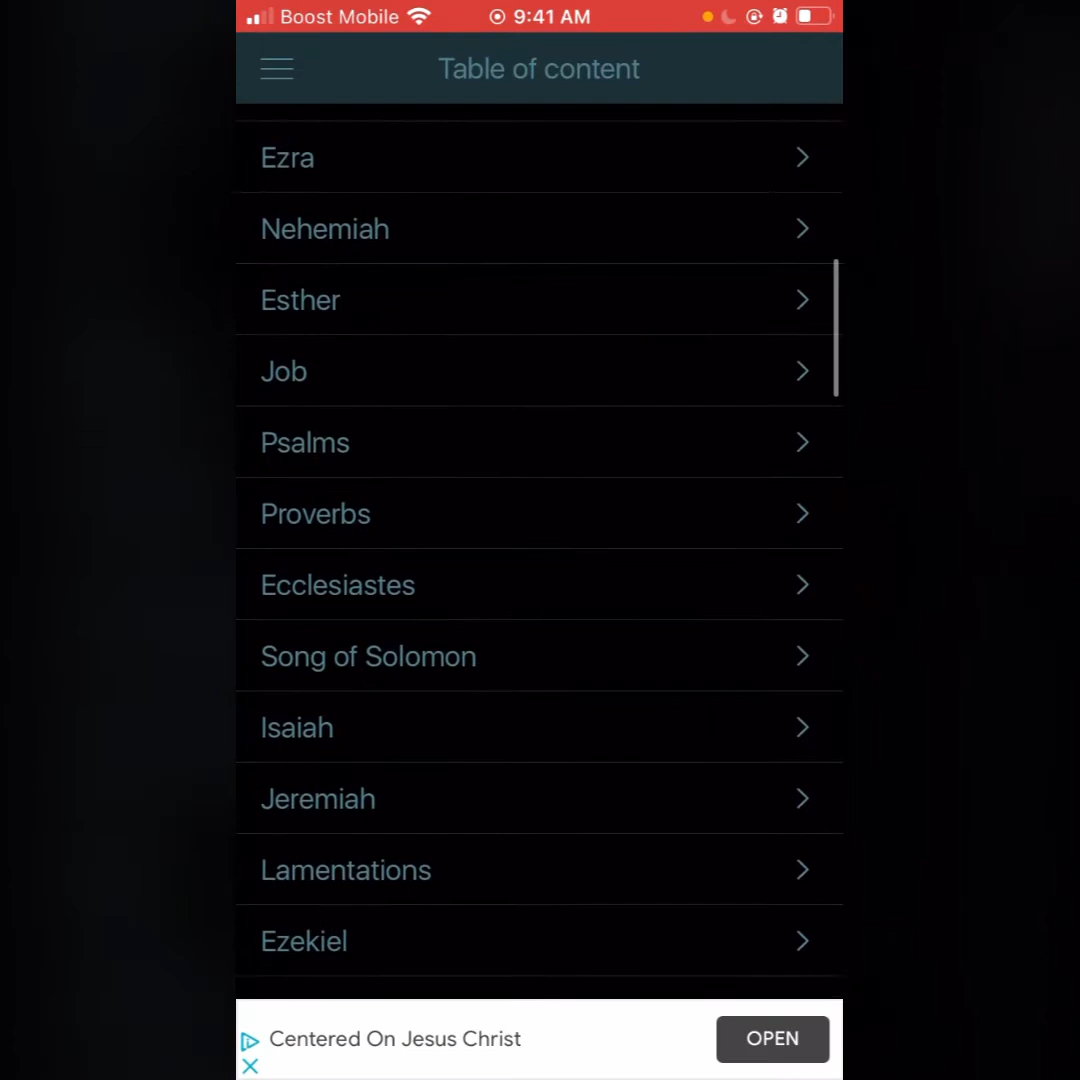 Boost Mobile 9:41 AM
Table of content
Ezra
Nehemiah
Esther
Job
Psalms
Proverbs
Ecclesiastes
Song of Solomon
Isaiah
Jeremiah
Lamentations
Ezekiel
Centered On Jesus Christ
OPEN